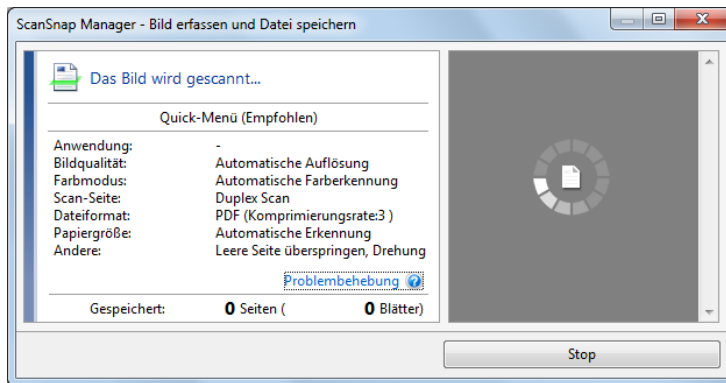 ScanSnap Manager - Bild erfassen und Datei speichern
Das Bild wird gescannt...
Quick-Menü (Empfohlen)
Anwendung: -
Bildqualität: Automatische Auflösung
Farbmodus: Automatische Farberkennung
Scan-Seite: Duplex Scan
Dateiformat: PDF (Komprimierungsrate:3 )
Papiergröße: Automatische Erkennung
Andere: Leere Seite überspringen, Drehung
Problembehebung ?
Gespeichert: 0 Seiten ( 0 Blätter)
Stop